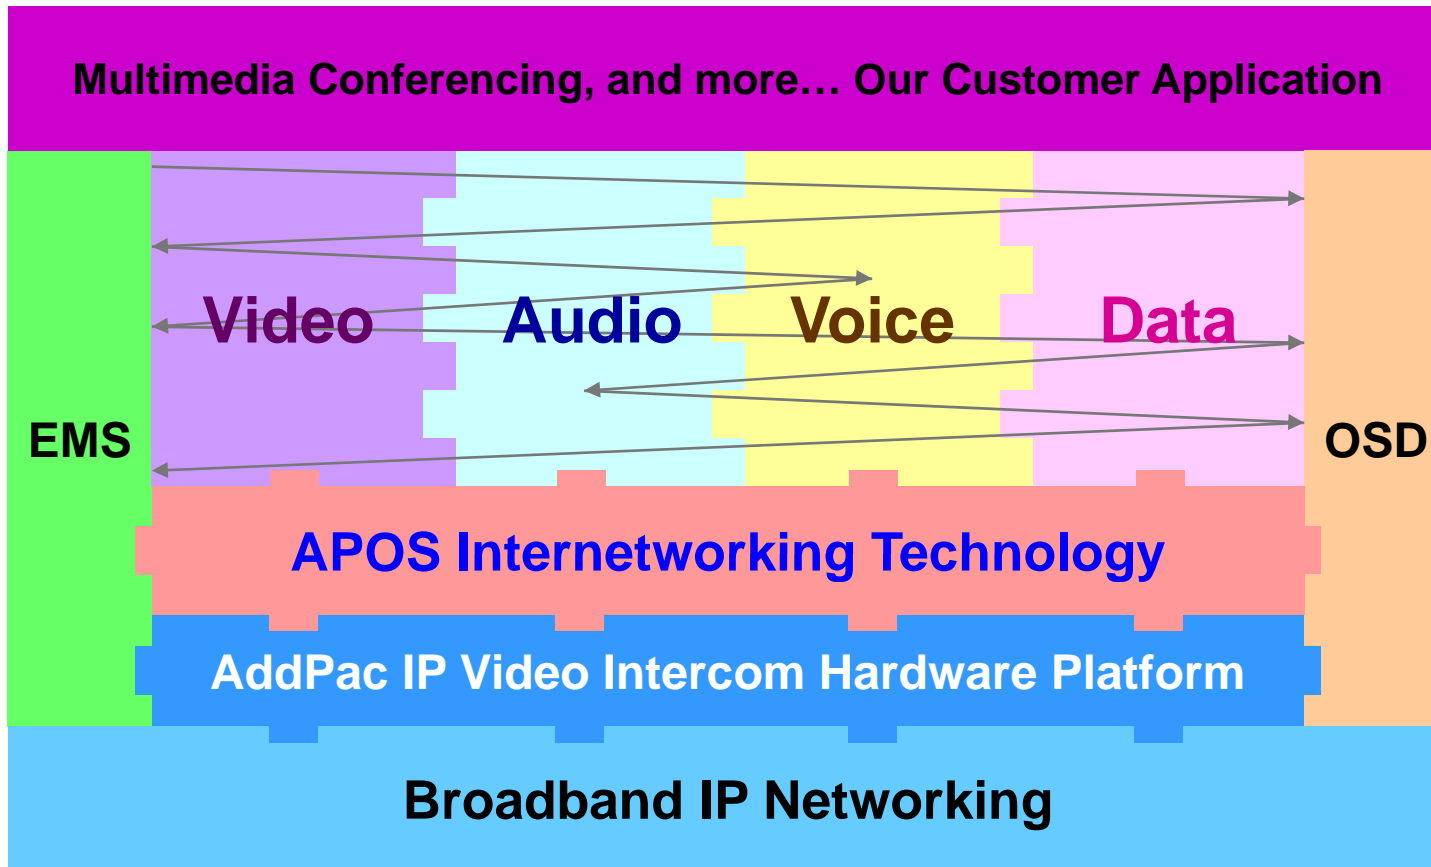 Multimedia Conferencing, and more… Our Customer Application
Video Audio Voice Data
EMS
OSD
APOS Internetworking Technology
AddPac IP Video Intercom Hardware Platform
Broadband IP Networking